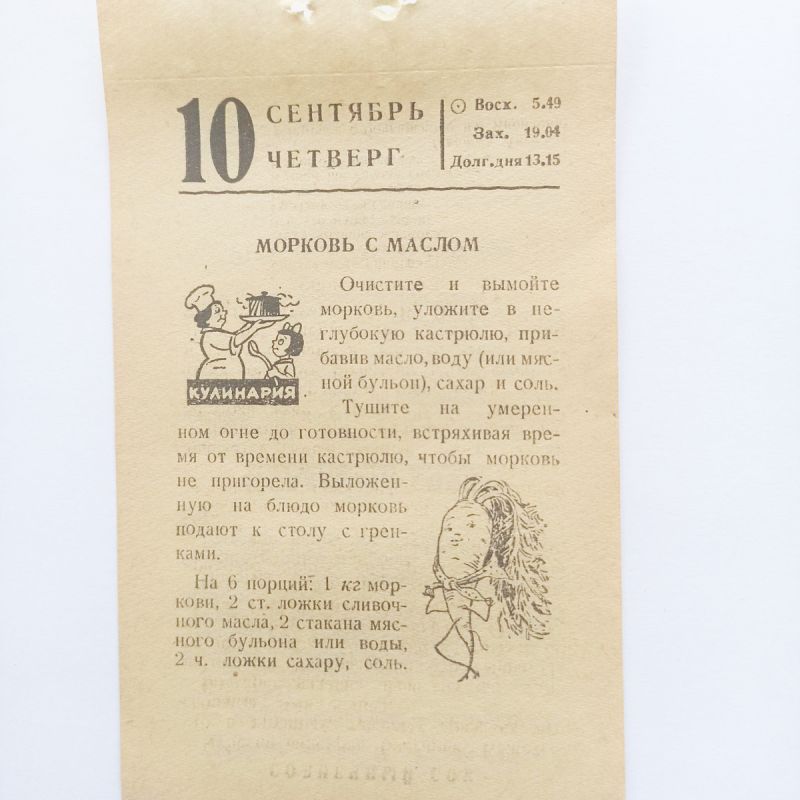 10 СЕНТЯБРЬ
ЧЕТВЕРГ
Восх. 5.49
Зах. 19.04
Долг.дня 13.15
МОРКОВЬ С МАСЛОМ
Очистите и вымойте
морковь, уложите в не-
глубокую кастрюлю, при-
бавив масло, воду (или мяс-
ной бульон), сахар и соль.
КУЛИНАРИЯ
Тушите на умерен-
ном огне до готовности, встряхивая вре-
мя от времени кастрюлю, чтобы морковь
не пригорела. Выложен-
ную на блюдо морковь
подают к столу с грен-
ками.
На 6 порций: 1 кг мор-
кови, 2 ст. ложки сливоч-
ного масла, 2 стакана мяс-
ного бульона или воды,
2 ч. ложки сахару, соль.